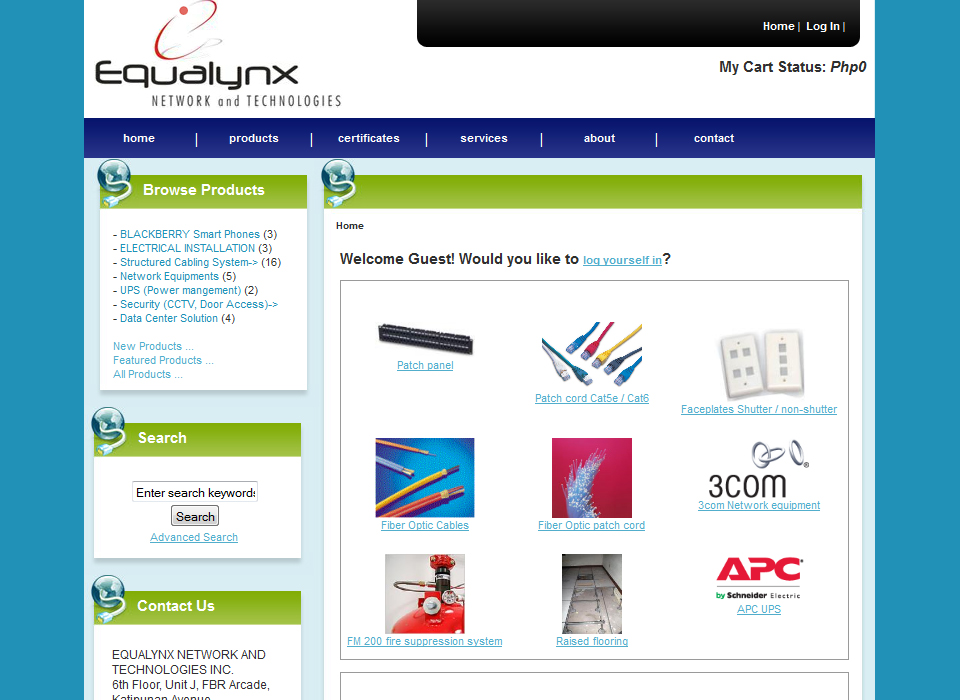 Home | Log In |
EQUALYNX
NETWORK and TECHNOLOGIES
My Cart Status: Php0
home | products | certificates | services | about | contact
Browse Products
- BLACKBERRY Smart Phones (3)
- ELECTRICAL INSTALLATION (3)
- Structured Cabling System-> (16)
- Network Equipments (5)
- UPS (Power mangement) (2)
- Security (CCTV, Door Access)->
- Data Center Solution (4)
New Products ...
Featured Products ...
All Products ...
Search
Enter search keywords
Search
Advanced Search
Contact Us
EQUALYNX NETWORK AND
TECHNOLOGIES INC.
6th Floor, Unit J, FBR Arcade,
Katipunan Avenue
Home
Welcome Guest! Would you like to log yourself in?
Patch panel
Patch cord Cat5e / Cat6
Faceplates Shutter / non-shutter
Fiber Optic Cables
Fiber Optic patch cord
3COM®
3com Network equipment
FM 200 fire suppression system
Raised flooring
APC®
by Schneider Electric
APC UPS